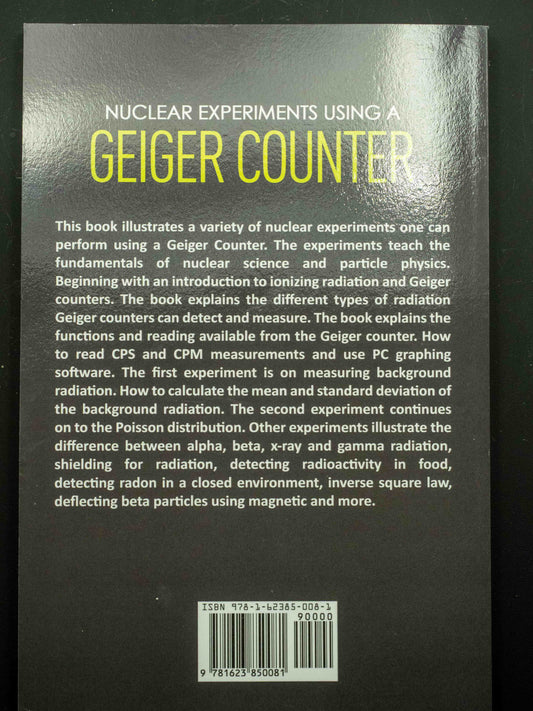 NUCLEAR EXPERIMENTS USING A
GEIGER COUNTER
This book illustrates a variety of nuclear experiments one can
perform using a Geiger Counter. The experiments teach the
fundamentals of nuclear science and particle physics.
Beginning with an introduction to ionizing radiation and Geiger
counters. The book explains the different types of radiation
Geiger counters can detect and measure. The book explains the
functions and reading available from the Geiger counter. How
to read CPS and CPM measurements and use PC graphing
software. The first experiment is on measuring background
radiation. How to calculate the mean and standard deviation of
the background radiation. The second experiment continues
on to the Poisson distribution. Other experiments illustrate the
difference between alpha, beta, x-ray and gamma radiation,
shielding for radiation, detecting radioactivity in food,
detecting radon in a closed environment, inverse square law,
deflecting beta particles using magnetic and more.
ISBN 978-1-62385-008-1
90000
9 781623 850081